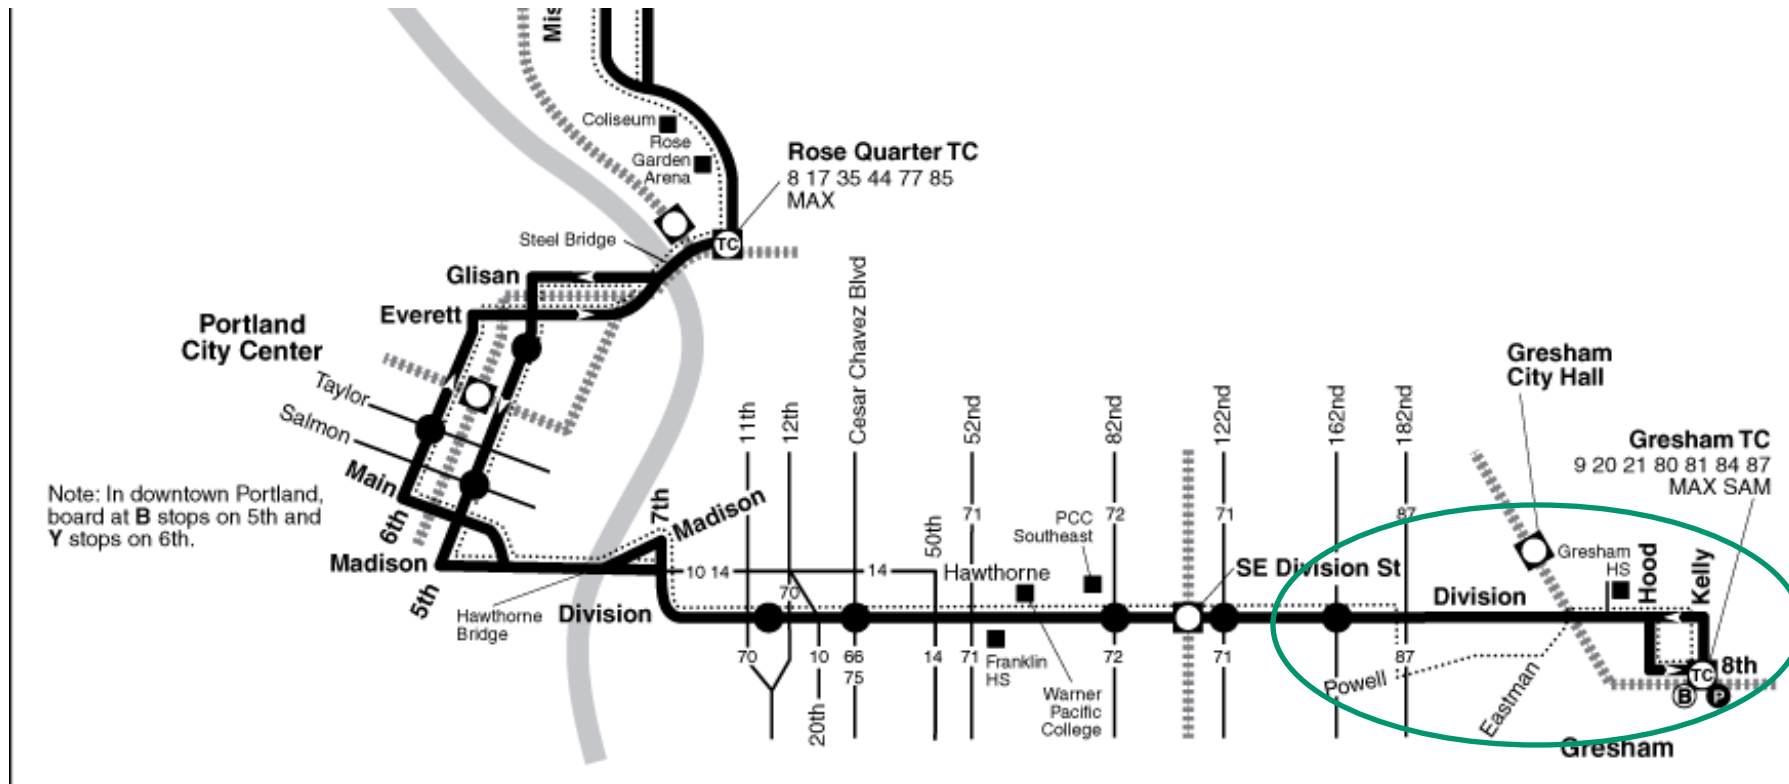 Mis
Coliseum
Rose
Garden
Arena
Rose Quarter TC
8 17 35 44 77 85
MAX
TC
Steel Bridge
Glisan
Everett
Portland
City Center
Taylor
Salmon
Main
6th
Madison
5th
Note: In downtown Portland,
board at B stops on 5th and
Y stops on 6th.
Hawthorne
Bridge
7th
Madison
Division
11th
12th
Cesar Chavez Blvd
50th
52nd
82nd
122nd
162nd
182nd
71
72
71
87
10 14
14
70
Hawthorne
PCC
Southeast
SE Division St
70
10
66
75
14
71
Franklin
HS
72
71
87
20th
Warner
Pacific
College
Gresham
City Hall
Gresham TC
9 20 21 80 81 84 87
MAX SAM
Gresham
HS
Hood
Kelly
Division
Powell
Eastman
8th
TC
B
P
Gresham